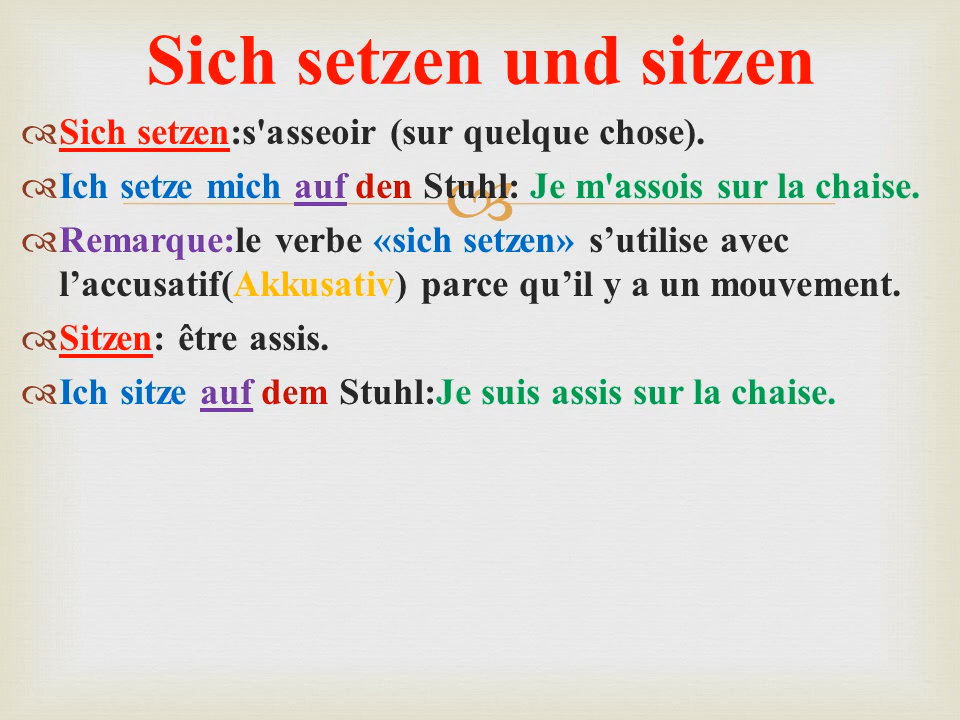 Sich setzen und sitzen
Sich setzen:s'asseoir (sur quelque chose).
Ich setze mich auf den Stuhl: Je m'assois sur la chaise.
Remarque:le verbe «sich setzen» s’utilise avec
l’accusatif(Akkusativ) parce qu’il y a un mouvement.
Sitzen: être assis.
Ich sitze auf dem Stuhl:Je suis assis sur la chaise.